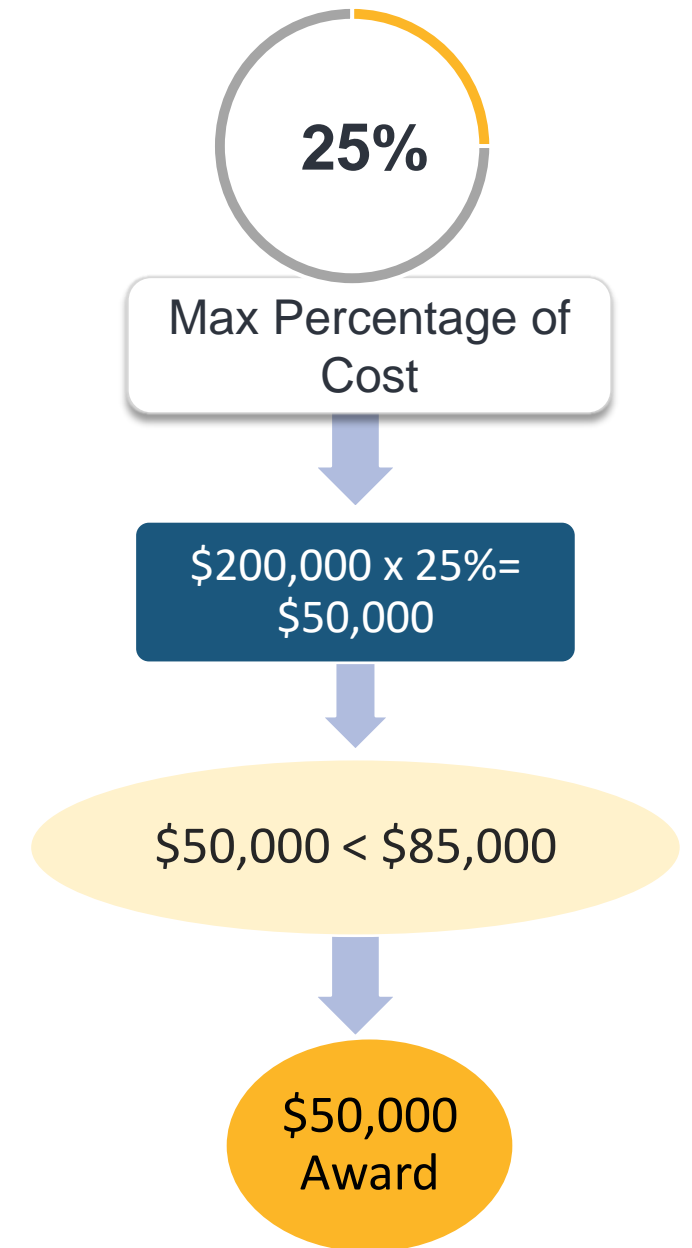 25%
Max Percentage of
Cost
$200,000 x 25%=
$50,000
$50,000 < $85,000
$50,000
Award